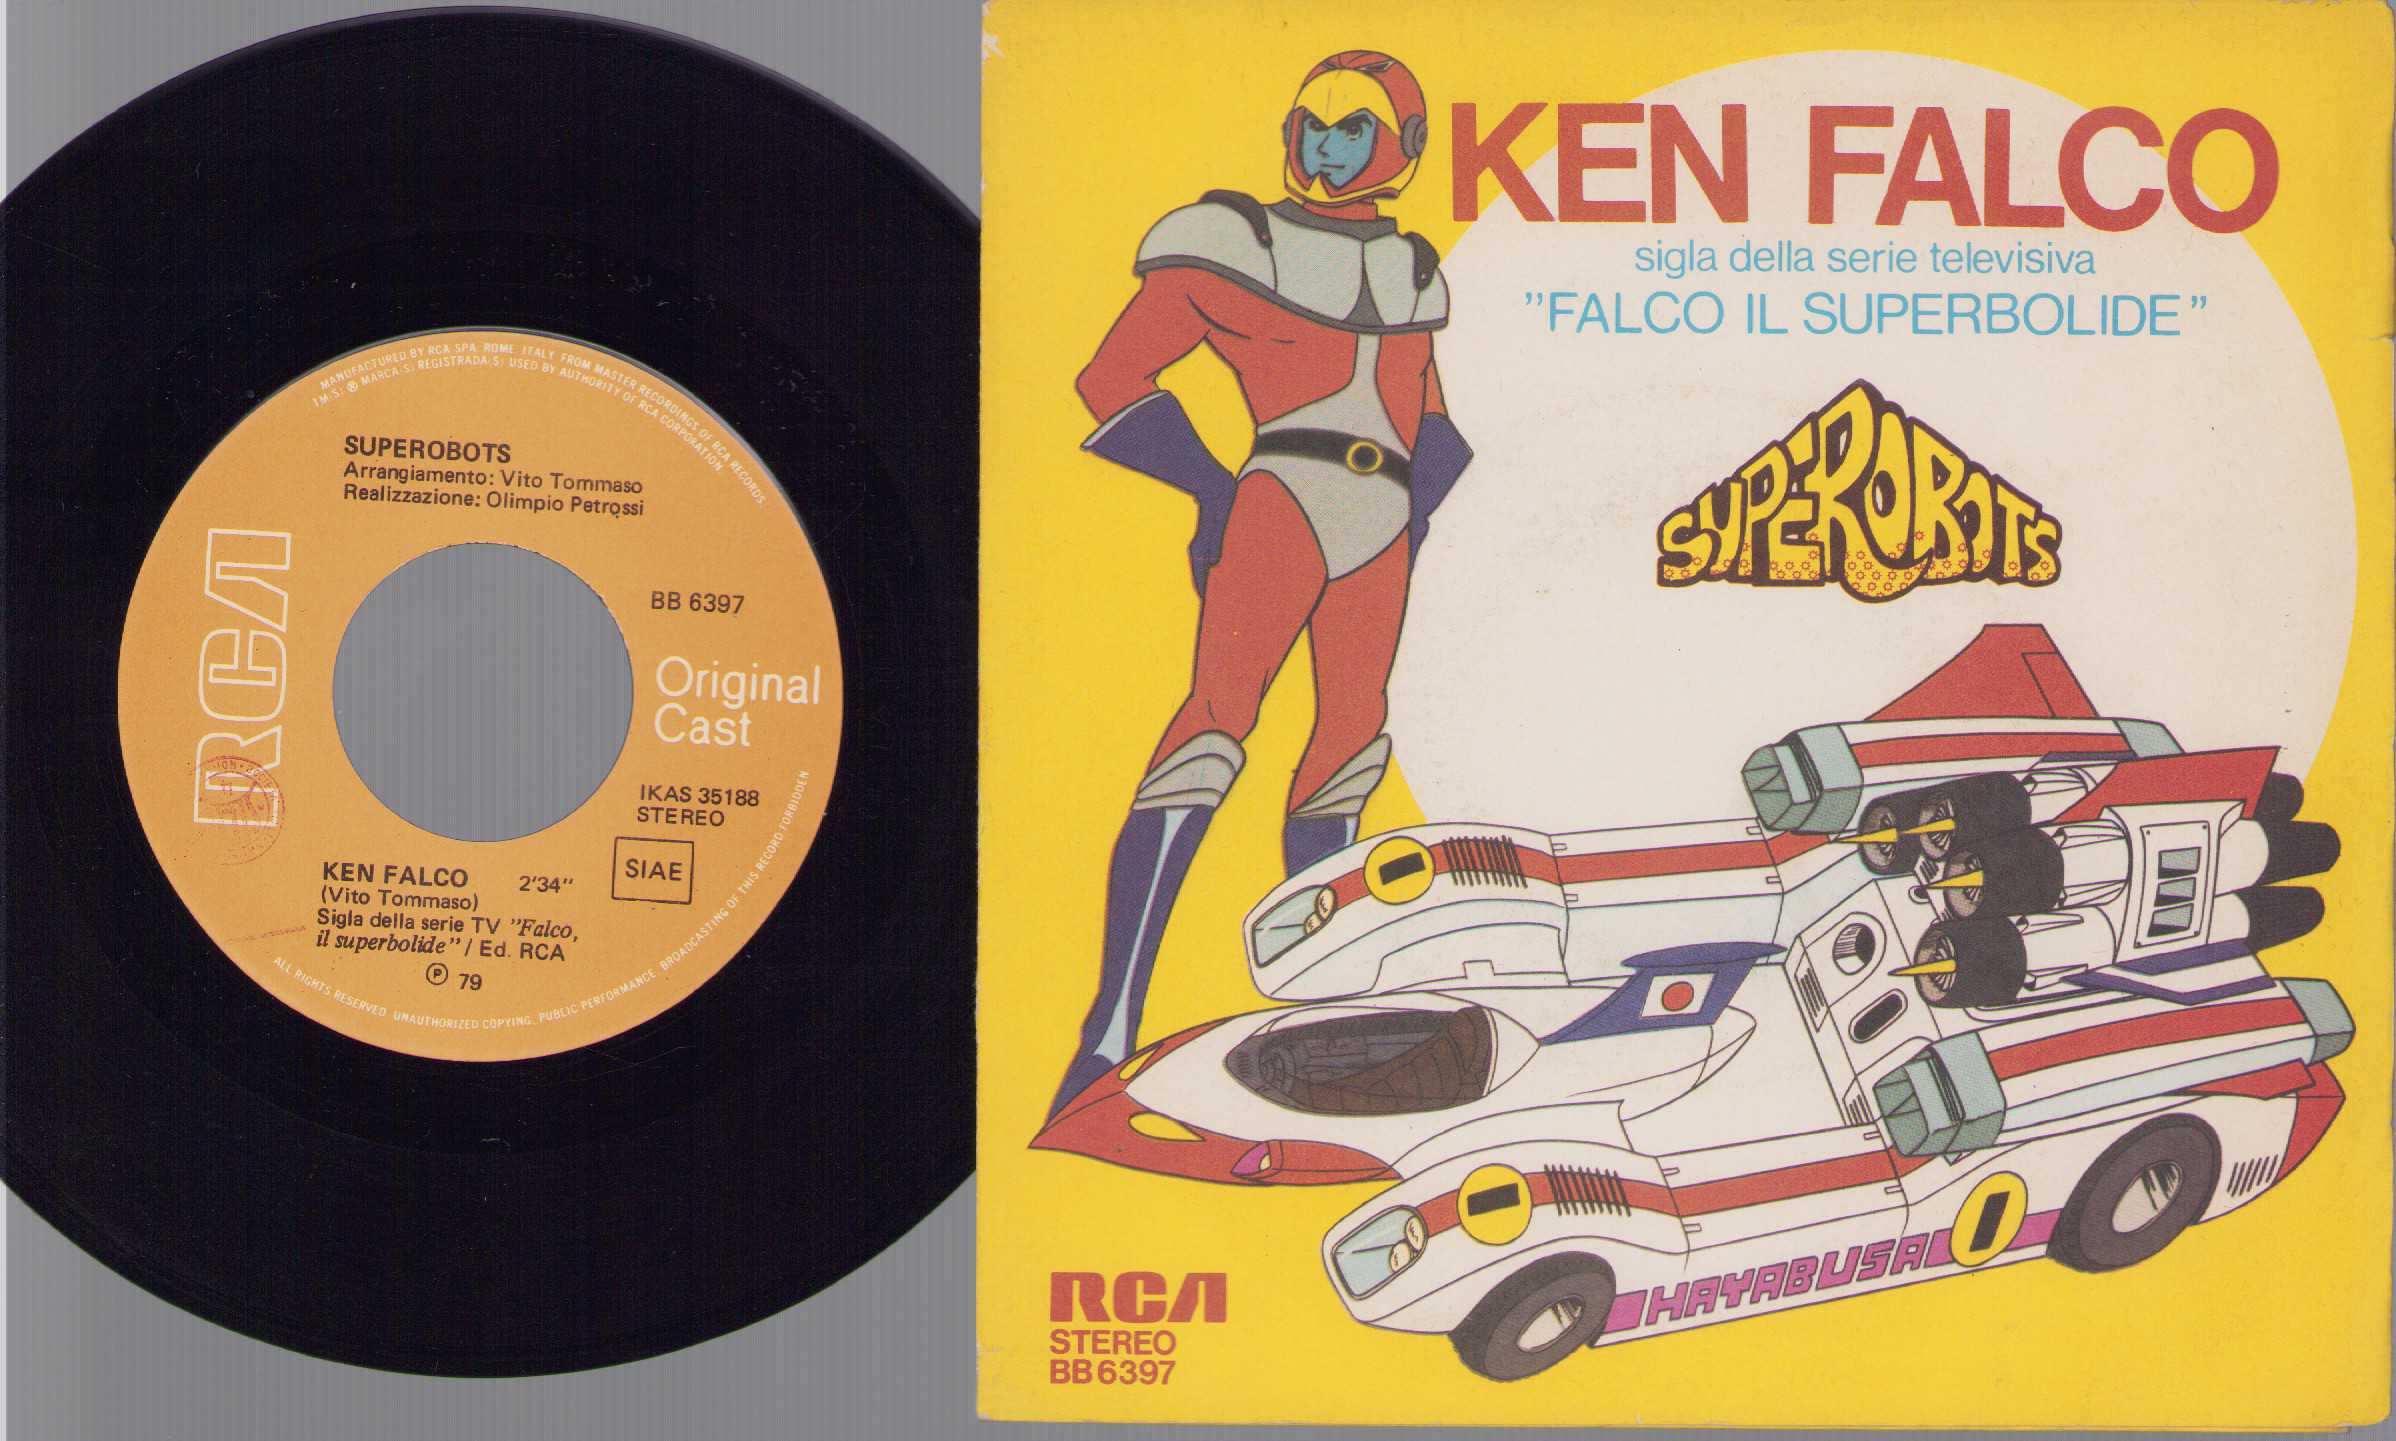 MANUFACTURED BY RCA SPA. ROME. ITALY. FROM MASTER RECORDINGS OF RCA RECORDS
TM(S) ® MARCA(S) REGISTRADA(S) USED BY AUTHORITY OF RCA CORPORATION
SUPEROBOTS
Arrangiamento: Vito Tommaso
Realizzazione: Olimpio Petrossi
RCA
BB 6397
Original
Cast
IKAS 35188
STEREO
SIAE
KEN FALCO 2'34"
(Vito Tommaso)
Sigla della serie TV "Falco,
il superbolide" / Ed. RCA
℗ 79
ALL RIGHTS RESERVED. UNAUTHORIZED COPYING, PUBLIC PERFORMANCE, BROADCASTING OF THIS RECORD FORBIDDEN
KEN FALCO
sigla della serie televisiva
"FALCO IL SUPERBOLIDE"
SUPEROBOTS
HAYABUSA
RCA
STEREO
BB 6397